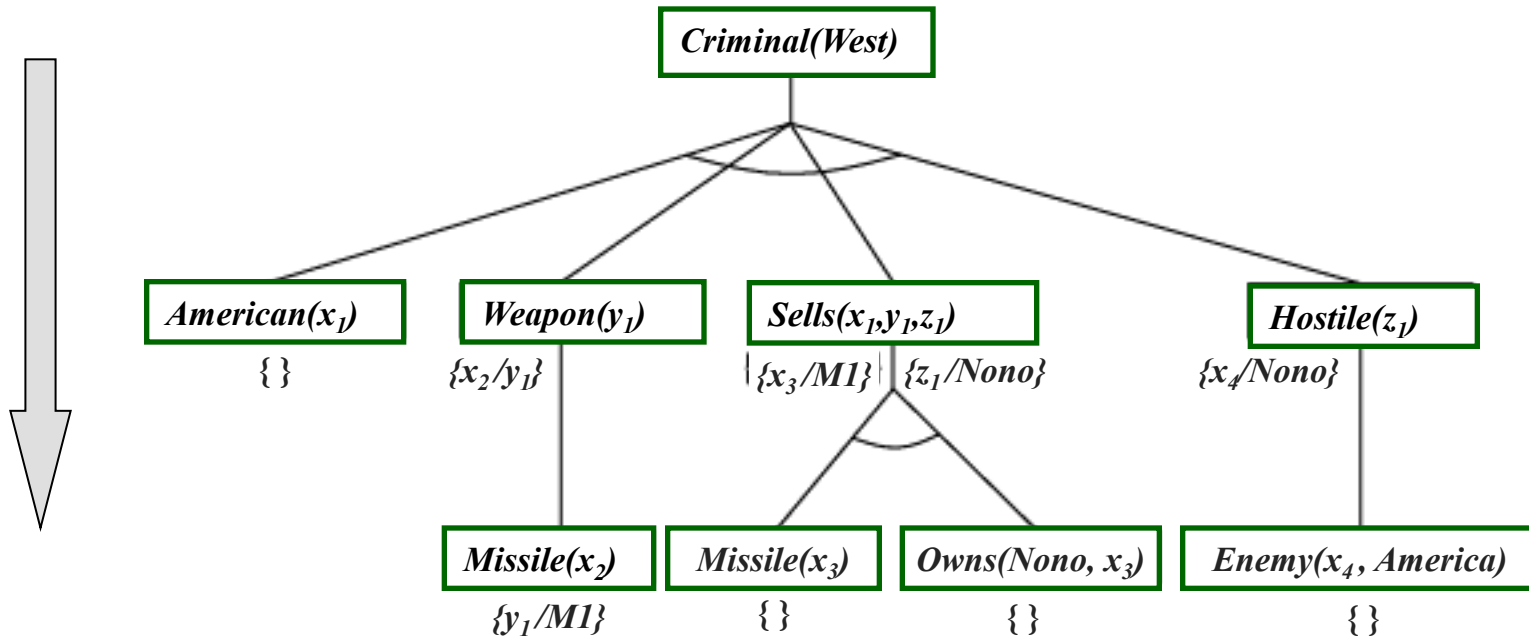 Criminal(West)
American(x₁) Weapon(y₁) Sells(x₁,y₁,z₁) Hostile(z₁)
{ } {x₂/y₁} {x₃/M1} {z₁/Nono} {x₄/Nono}
Missile(x₂) Missile(x₃) Owns(Nono, x₃) Enemy(x₄, America)
{y₁/M1} { } { } { }